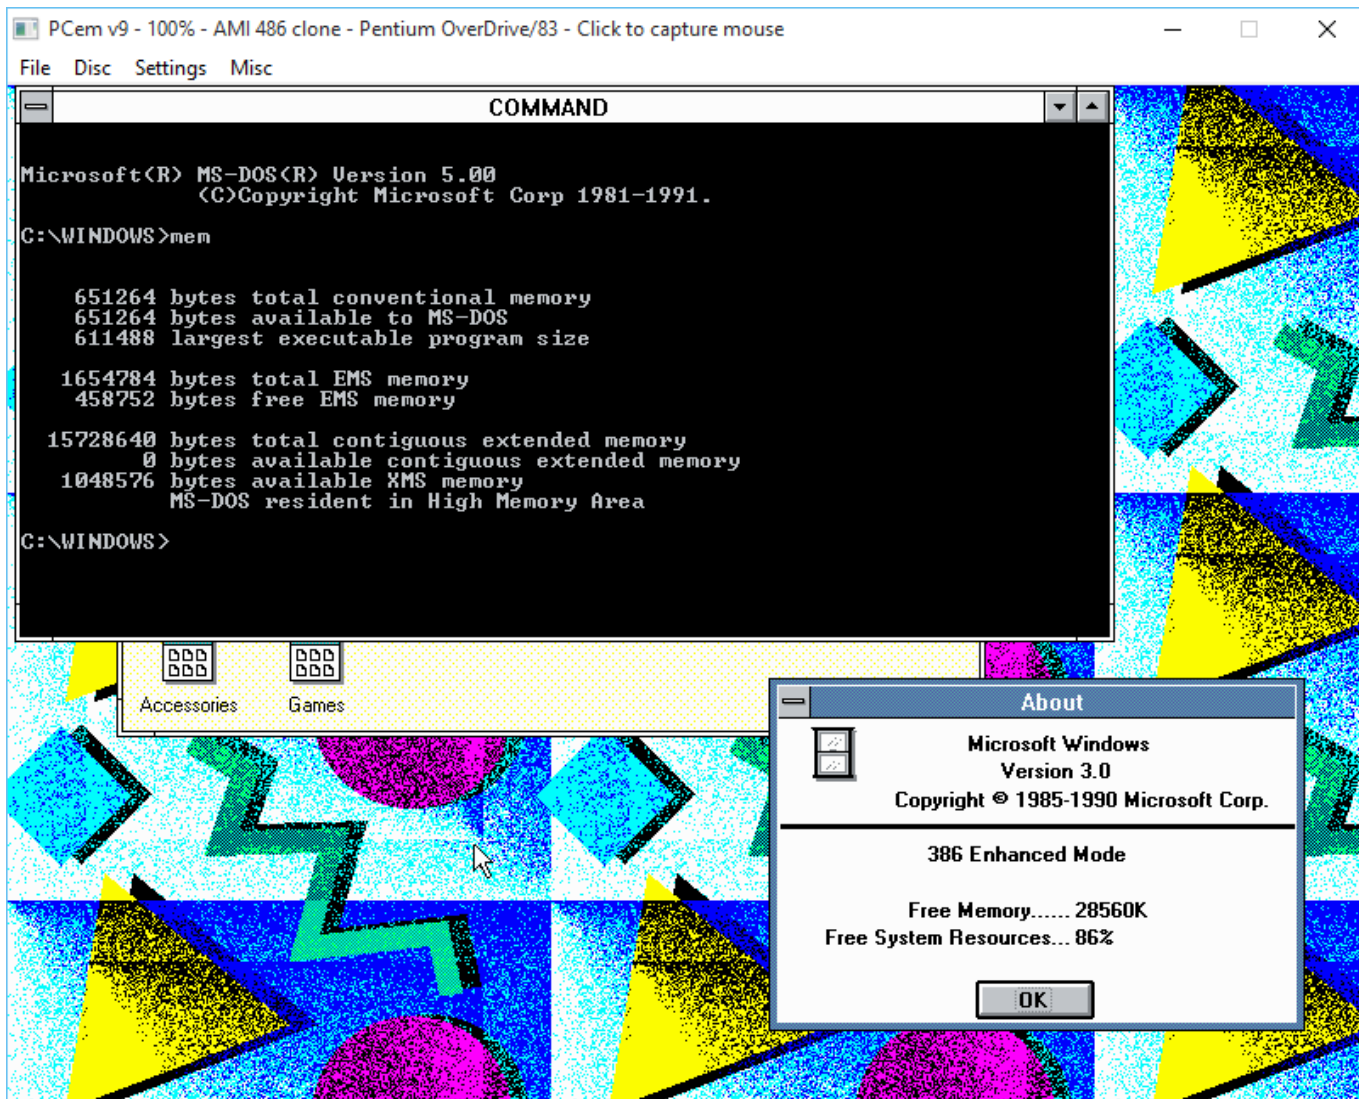 PCem v9 - 100% - AMI 486 clone - Pentium OverDrive/83 - Click to capture mouse
File Disc Settings Misc
COMMAND
Microsoft(R) MS-DOS(R) Version 5.00
(C)Copyright Microsoft Corp 1981-1991.
C:\WINDOWS>mem
651264 bytes total conventional memory
651264 bytes available to MS-DOS
611488 largest executable program size
1654784 bytes total EMS memory
458752 bytes free EMS memory
15728640 bytes total contiguous extended memory
0 bytes available contiguous extended memory
1048576 bytes available XMS memory
MS-DOS resident in High Memory Area
C:\WINDOWS>
Accessories Games
About
Microsoft Windows
Version 3.0
Copyright © 1985-1990 Microsoft Corp.
386 Enhanced Mode
Free Memory...... 28560K
Free System Resources... 86%
OK